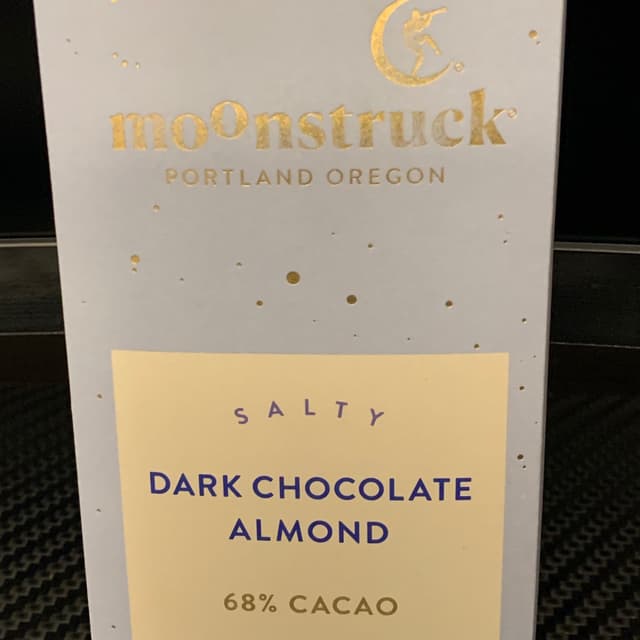 moonstruck
PORTLAND OREGON
SALTY
DARK CHOCOLATE
ALMOND
68% CACAO